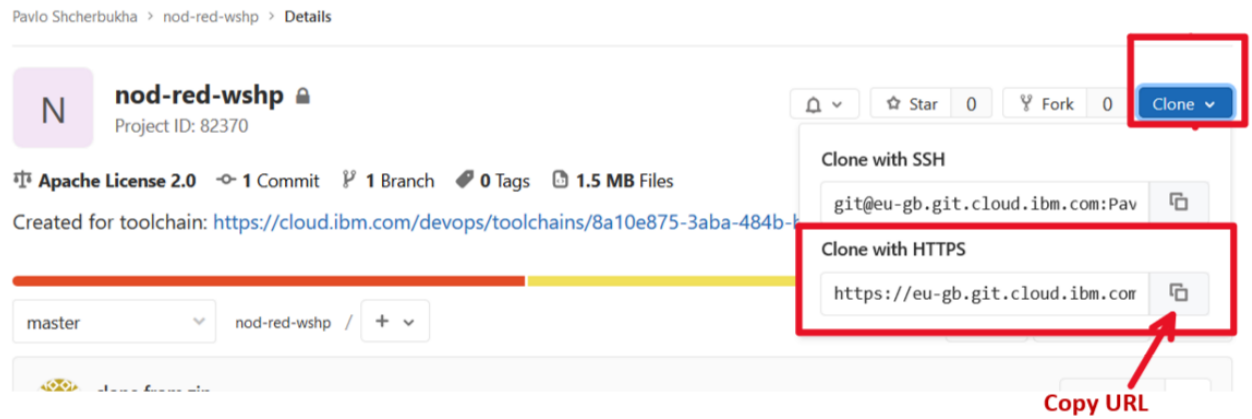 Pavlo Shcherbukha > nod-red-wshp > Details
N
nod-red-wshp
Project ID: 82370
Star 0
Fork 0
Clone
Apache License 2.0 1 Commit 1 Branch 0 Tags 1.5 MB Files
Created for toolchain: https://cloud.ibm.com/devops/toolchains/8a10e875-3aba-484b-
Clone with SSH
git@eu-gb.git.cloud.ibm.com:Pav
Clone with HTTPS
https://eu-gb.git.cloud.ibm.com
master
nod-red-wshp / +
Copy URL